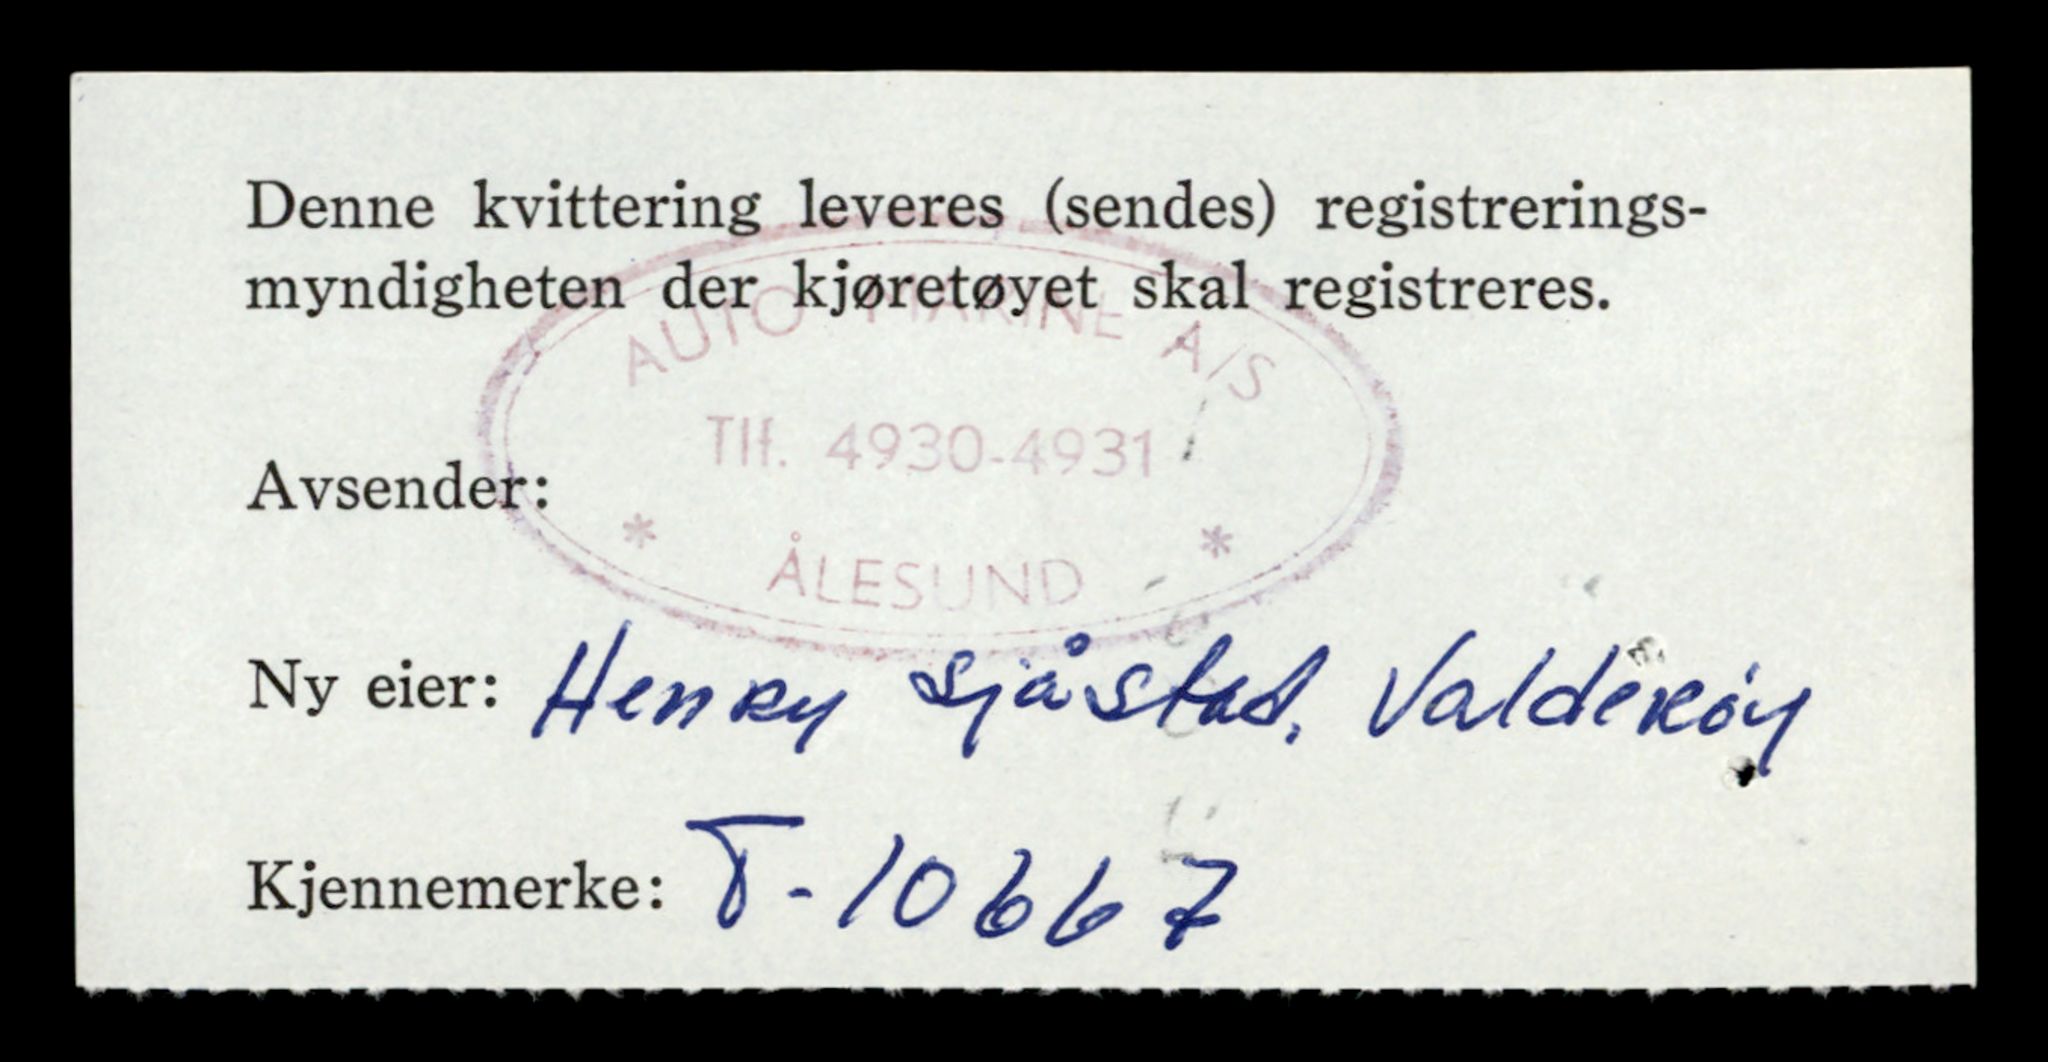 Denne kvittering leveres (sendes) registrerings-
myndigheten der kjøretøyet skal registreres.
AUTO MARINE A/S
Tlf. 4930-4931
Avsender:
* ÅLESUND *
Ny eier: Henry Sjåstad. Valderøy
Kjennemerke: T-10667